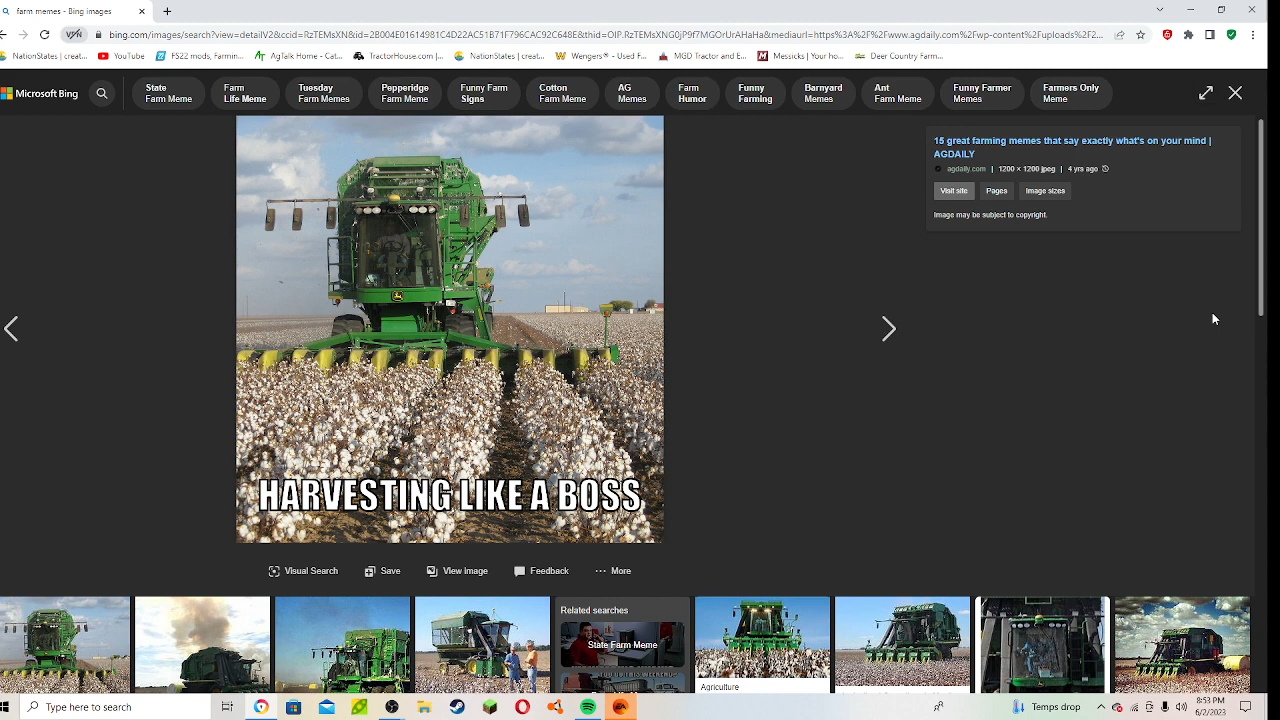 farm memes - Bing images
bing.com/images/search?view=detailV2&ccid=RzTEMsXN&id=2B004E01614981C4D22AC51B71F796CAC92C648E&thid=OIP.RzTEMsXNG0jP9f7MGOrUrAHaHa&mediaurl=https%3A%2F%2Fwww.agdaily.com%2Fwp-content%2Fuploads%2F2...
NationStates | creat... YouTube FS22 mods, Farmin... AgTalk Home - Cat... TractorHouse.com |... NationStates | creat... Wengers® - Used F... MGD Tractor and E... Messicks | Your ho... Deer Country Farm...
Microsoft Bing
State
Farm Meme
Farm
Life Meme
Tuesday
Farm Memes
Pepperidge
Farm Meme
Funny Farm
Signs
Cotton
Farm Meme
AG
Memes
Farm
Humor
Funny
Farming
Barnyard
Memes
Ant
Farm Meme
Funny Farmer
Memes
Farmers Only
Meme
15 great farming memes that say exactly what's on your mind |
AGDAILY
agdaily.com | 1200 × 1200 jpeg | 4 yrs ago
Visit site Pages Image sizes
Image may be subject to copyright.
HARVESTING LIKE A BOSS
Visual Search Save View Image Feedback ... More
Related searches
State Farm Meme
Agriculture
Type here to search
Temps drop
8:53 PM
6/2/2023